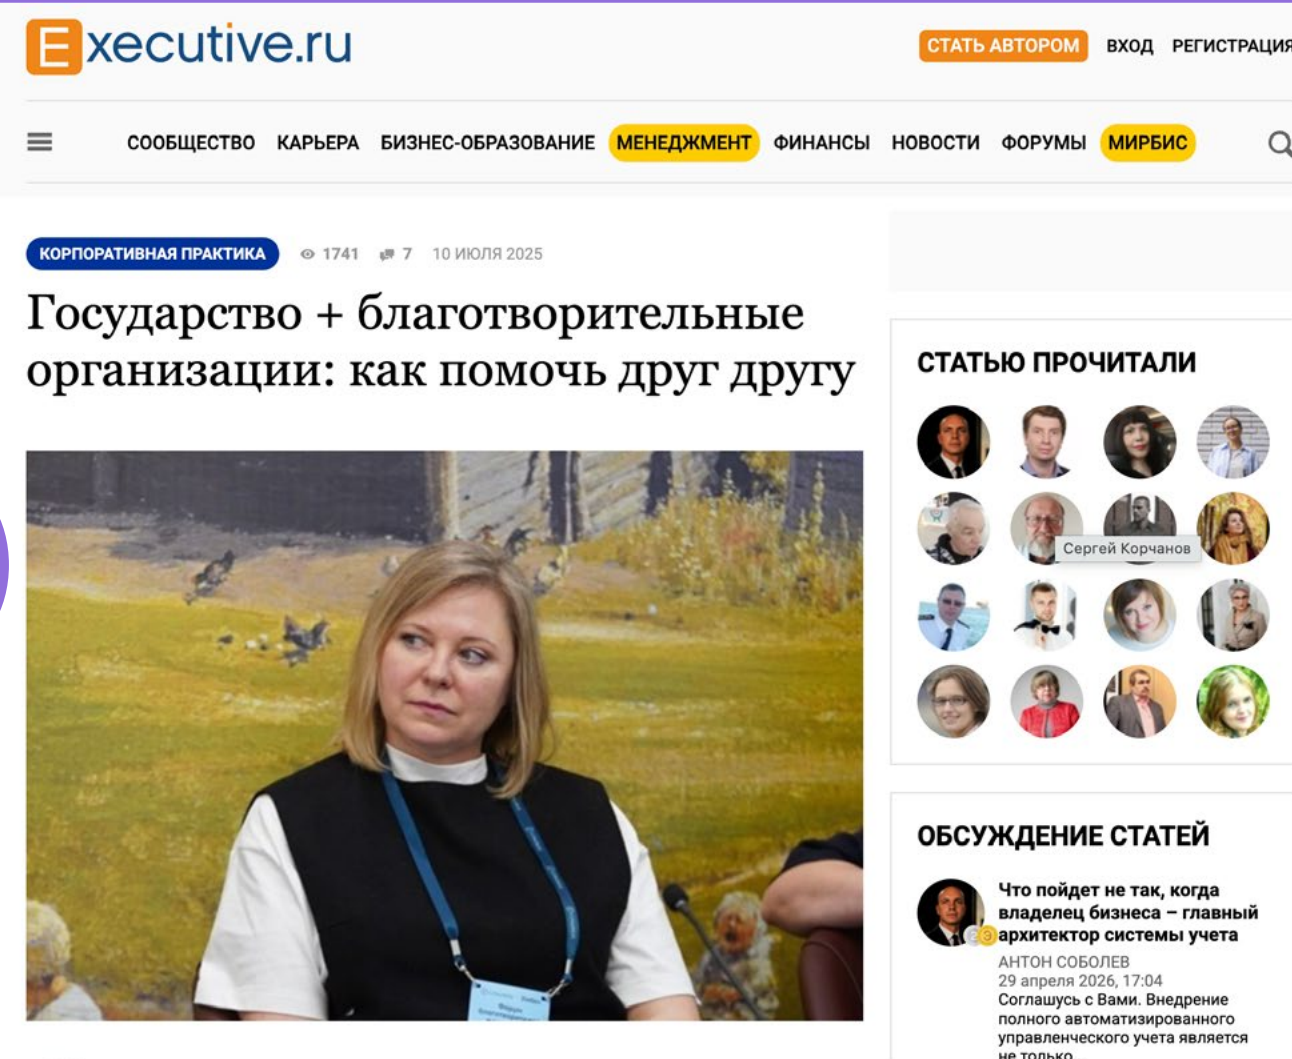 Executive.ru
СТАТЬ АВТОРОМ ВХОД РЕГИСТРАЦИЯ
СООБЩЕСТВО КАРЬЕРА БИЗНЕС-ОБРАЗОВАНИЕ МЕНЕДЖМЕНТ ФИНАНСЫ НОВОСТИ ФОРУМЫ МИРБИС
КОРПОРАТИВНАЯ ПРАКТИКА 1741 7 10 ИЮЛЯ 2025
Государство + благотворительные
организации: как помочь друг другу
СТАТЬЮ ПРОЧИТАЛИ
Сергей Корчанов
ОБСУЖДЕНИЕ СТАТЕЙ
Что пойдет не так, когда
владелец бизнеса – главный
архитектор системы учета
АНТОН СОБОЛЕВ
29 апреля 2026, 17:04
Соглашусь с Вами. Внедрение
полного автоматизированного
управленческого учета является
не только...